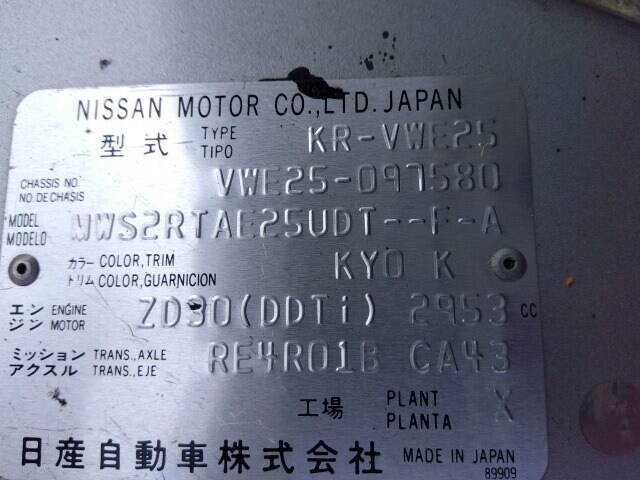 NISSAN MOTOR CO.,LTD. JAPAN
型式 TYPE TIPO KR-VWE25
CHASSIS NO. NO.DE CHASIS VWE25-097580
MODEL MODELO MWS2RTAE25UDT--F-A
カラー COLOR, TRIM トリム COLOR, GUARNICION KY0 K
エンジン ENGINE MOTOR ZD30(DDTi) 2953 cc
ミッション TRANS., AXLE アクスル TRANS., EJE RE4R01B CA43
工場 PLANT PLANTA X
日産自動車株式会社 MADE IN JAPAN
89909